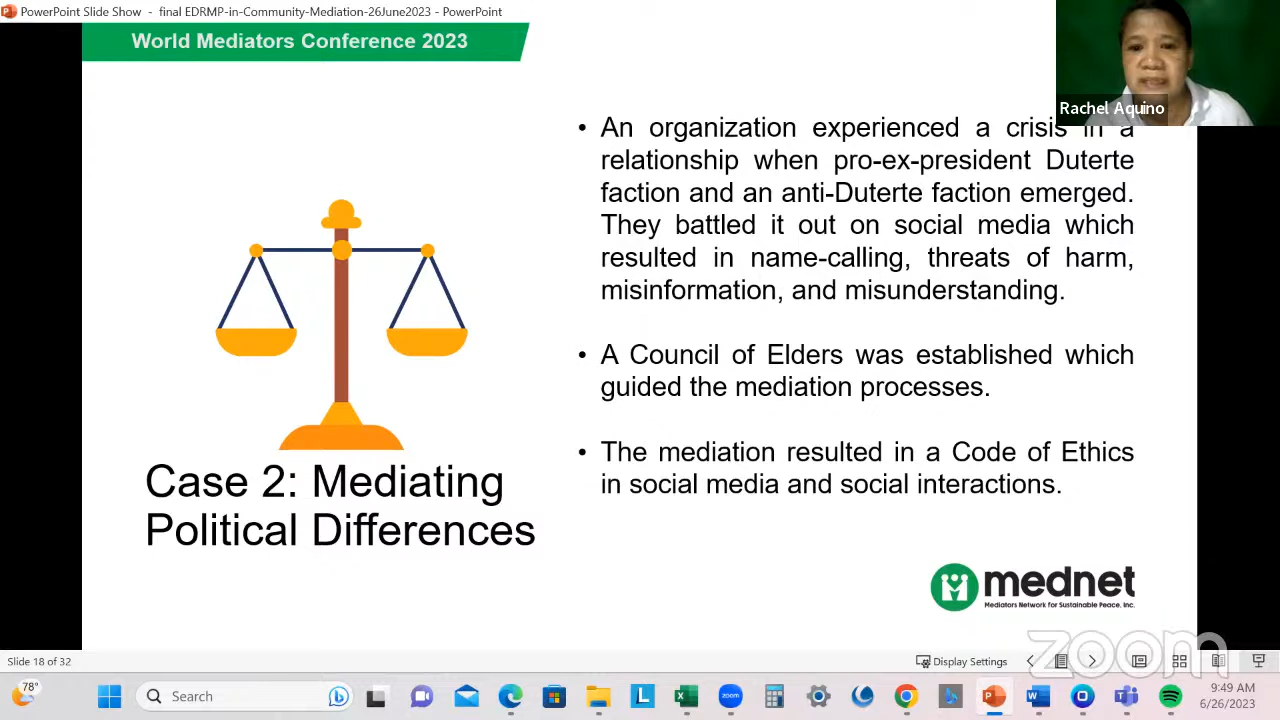 PowerPoint Slide Show - final EDRMP-in-Community-Mediation-26June2023 - PowerPoint
World Mediators Conference 2023
Rachel Aquino
• An organization experienced a crisis in a
relationship when pro-ex-president Duterte
faction and an anti-Duterte faction emerged.
They battled it out on social media which
resulted in name-calling, threats of harm,
misinformation, and misunderstanding.
• A Council of Elders was established which
guided the mediation processes.
• The mediation resulted in a Code of Ethics
in social media and social interactions.
Case 2: Mediating
Political Differences
mednet
Mediators Network for Sustainable Peace, Inc.
zoom
Slide 18 of 32
Display Settings
78°
Search
zoom
9:49 AM
6/26/2023